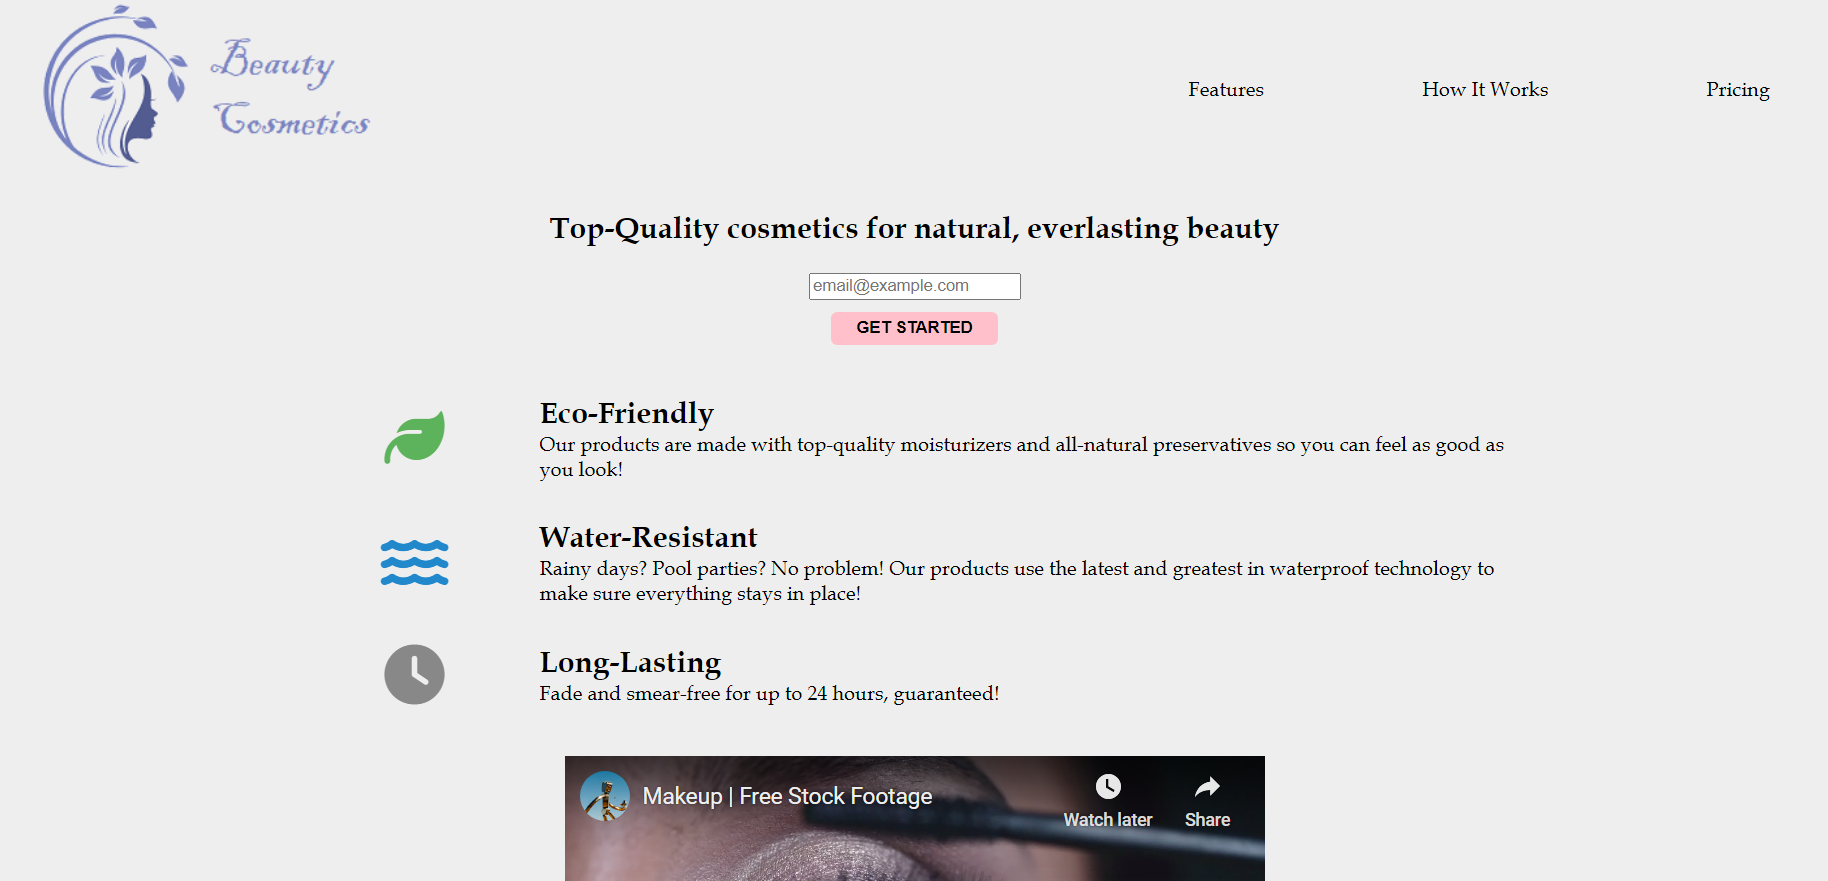 Beauty
Cosmetics
Features
How It Works
Pricing
Top-Quality cosmetics for natural, everlasting beauty
email@example.com
GET STARTED
Eco-Friendly
Our products are made with top-quality moisturizers and all-natural preservatives so you can feel as good as
you look!
Water-Resistant
Rainy days? Pool parties? No problem! Our products use the latest and greatest in waterproof technology to
make sure everything stays in place!
Long-Lasting
Fade and smear-free for up to 24 hours, guaranteed!
Makeup | Free Stock Footage
Watch later
Share